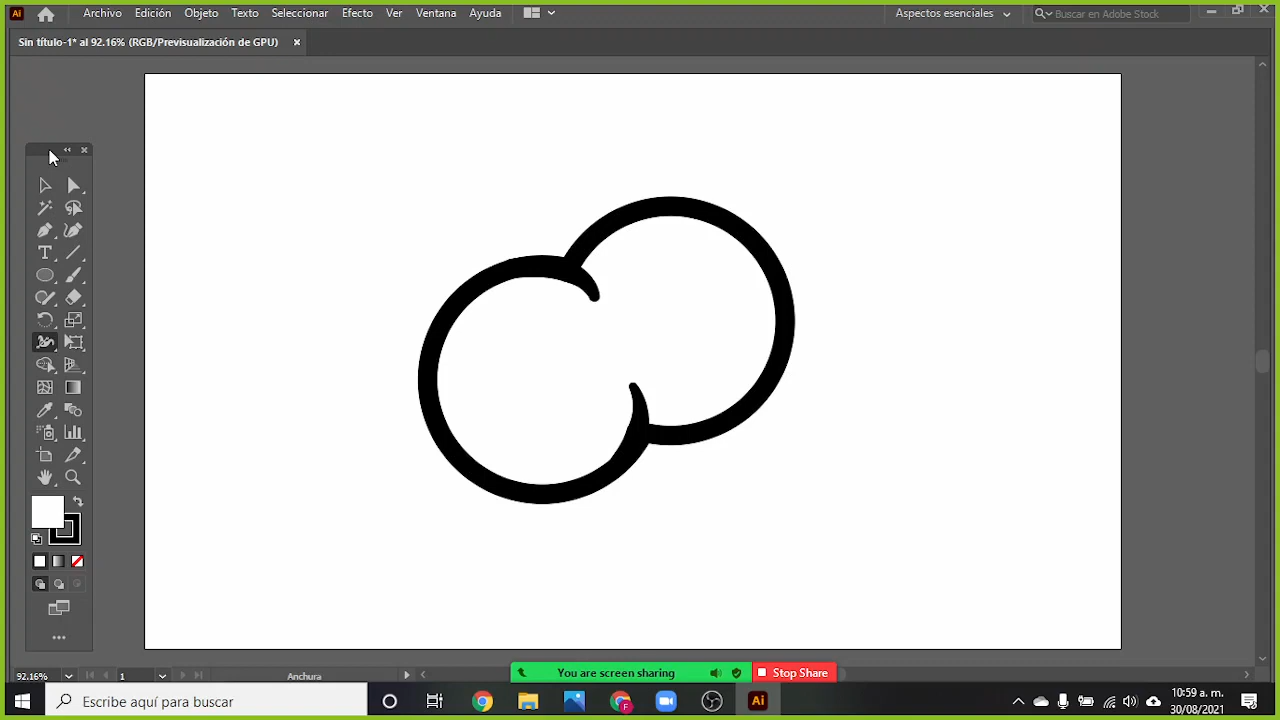 Ai Archivo Edición Objeto Texto Seleccionar Efecto Ver Ventana Ayuda Aspectos esenciales Buscar en Adobe Stock
Sin título-1* al 92.16% (RGB/Previsualización de GPU)
92.16% 1 Anchura You are screen sharing Stop Share
Escribe aquí para buscar Ai 10:59 a. m.
30/08/2021